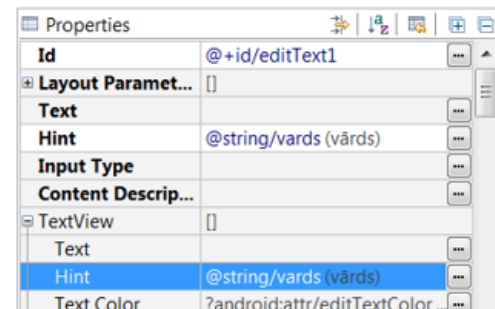 Properties
Id @+id/editText1
Layout Paramet... []
Text
Hint @string/vards (vārds)
Input Type
Content Descrip...
TextView []
Text
Hint @string/vards (vārds)
Text Color ?android:attr/editTextColor...